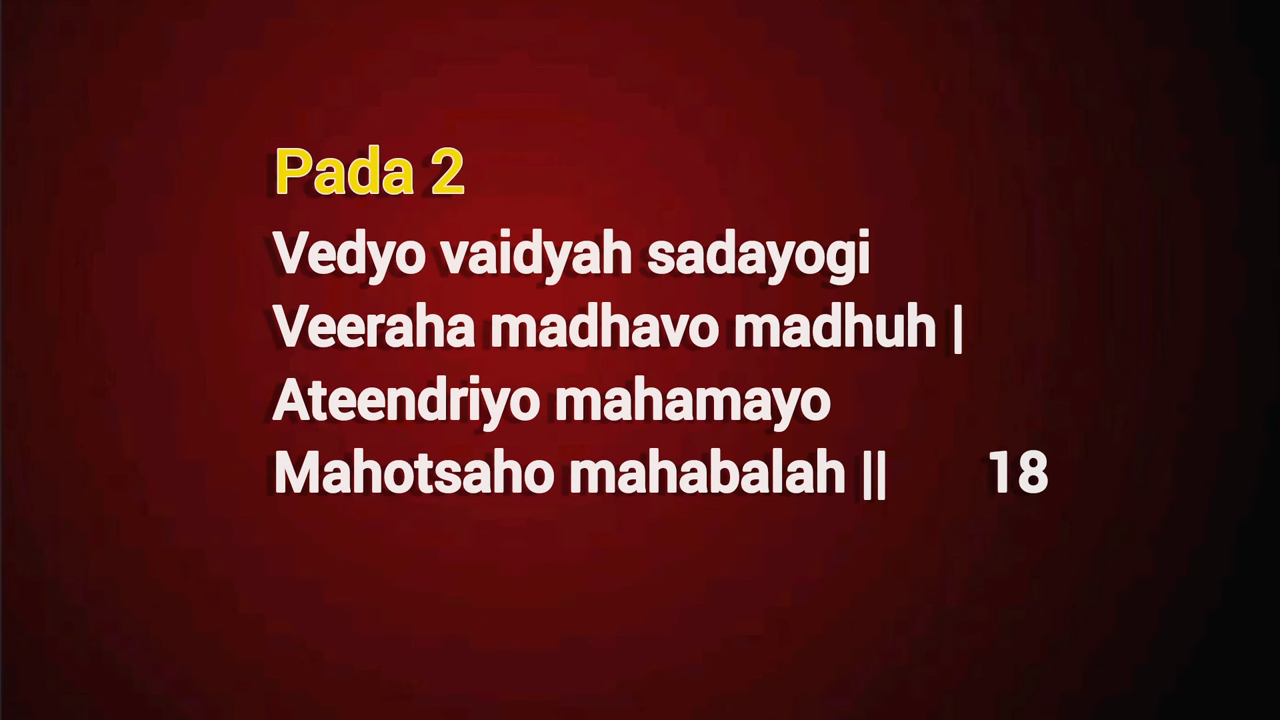 Pada 2
Vedyo vaidyah sadayogi
Veeraha madhavo madhuh |
Ateendriyo mahamayo
Mahotsaho mahabalah || 18